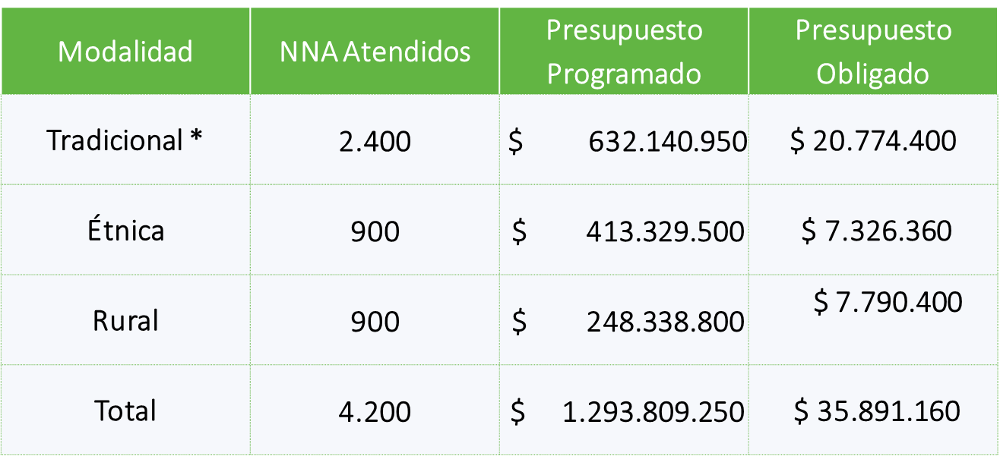 Modalidad NNA Atendidos Presupuesto Programado Presupuesto Obligado
Tradicional * 2.400 $ 632.140.950 $ 20.774.400
Étnica 900 $ 413.329.500 $ 7.326.360
Rural 900 $ 248.338.800 $ 7.790.400
Total 4.200 $ 1.293.809.250 $ 35.891.160